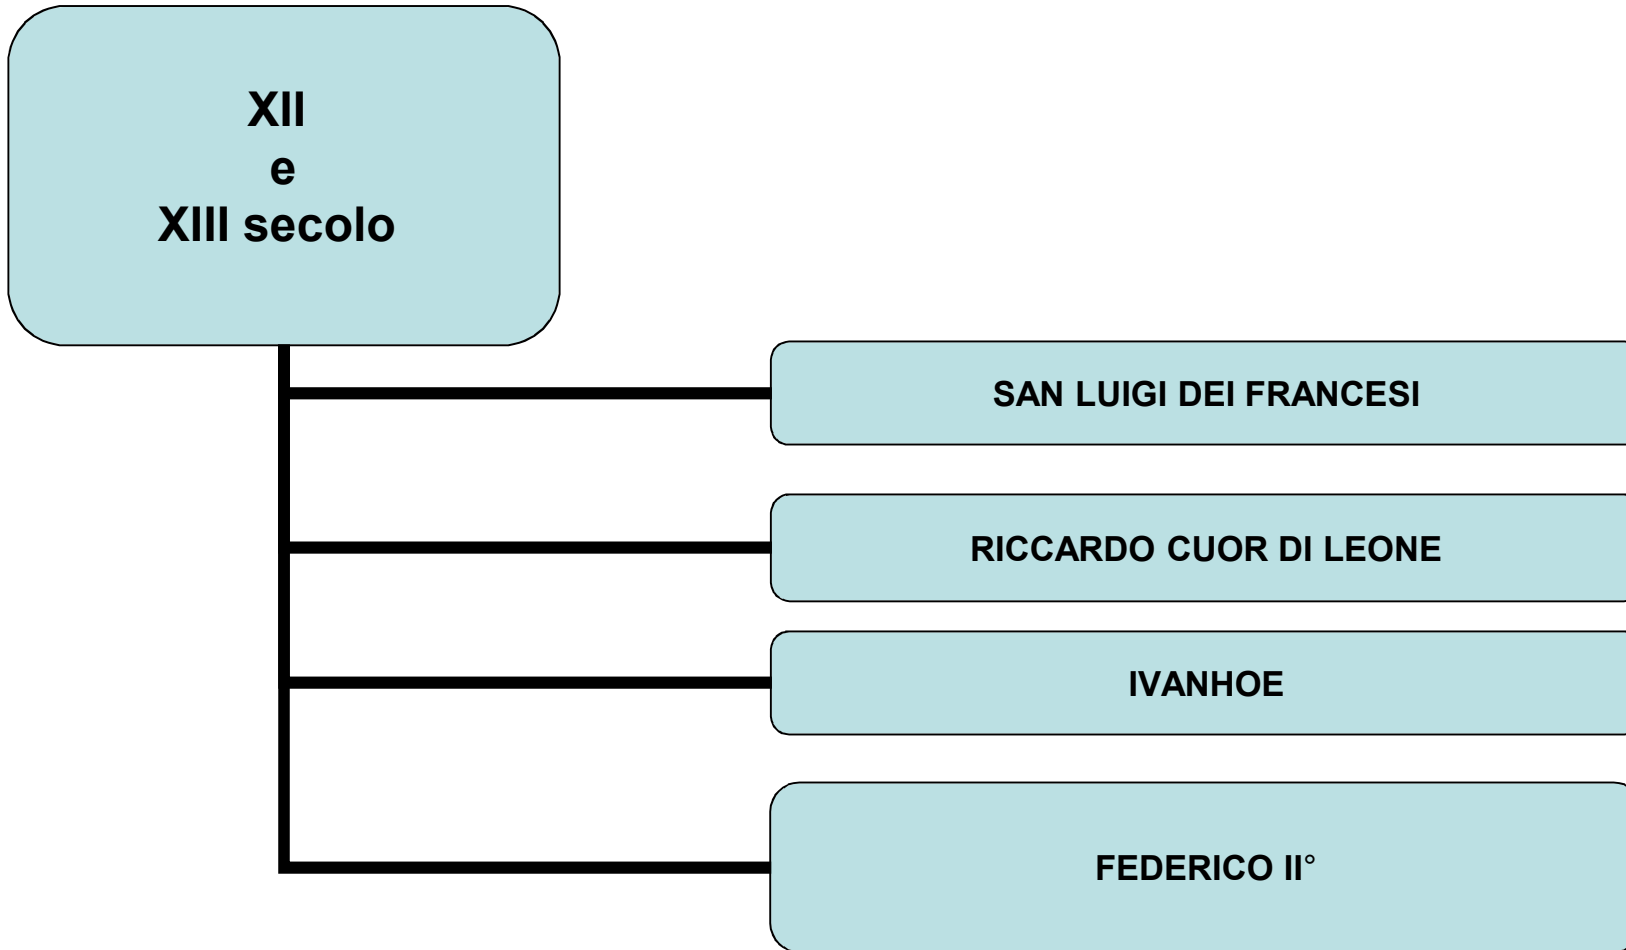 XII
e
XIII secolo
SAN LUIGI DEI FRANCESI
RICCARDO CUOR DI LEONE
IVANHOE
FEDERICO II°